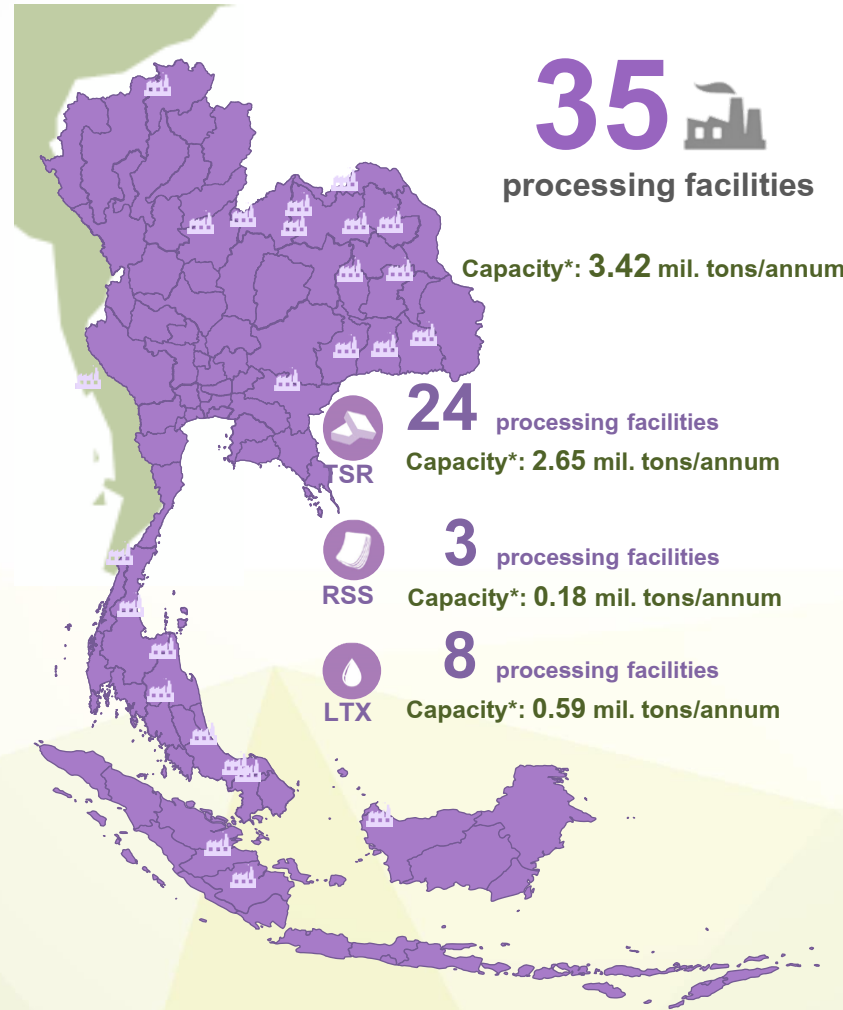 35
processing facilities
Capacity*: 3.42 mil. tons/annum
24 processing facilities
Capacity*: 2.65 mil. tons/annum
TSR
3 processing facilities
Capacity*: 0.18 mil. tons/annum
RSS
8 processing facilities
Capacity*: 0.59 mil. tons/annum
LTX